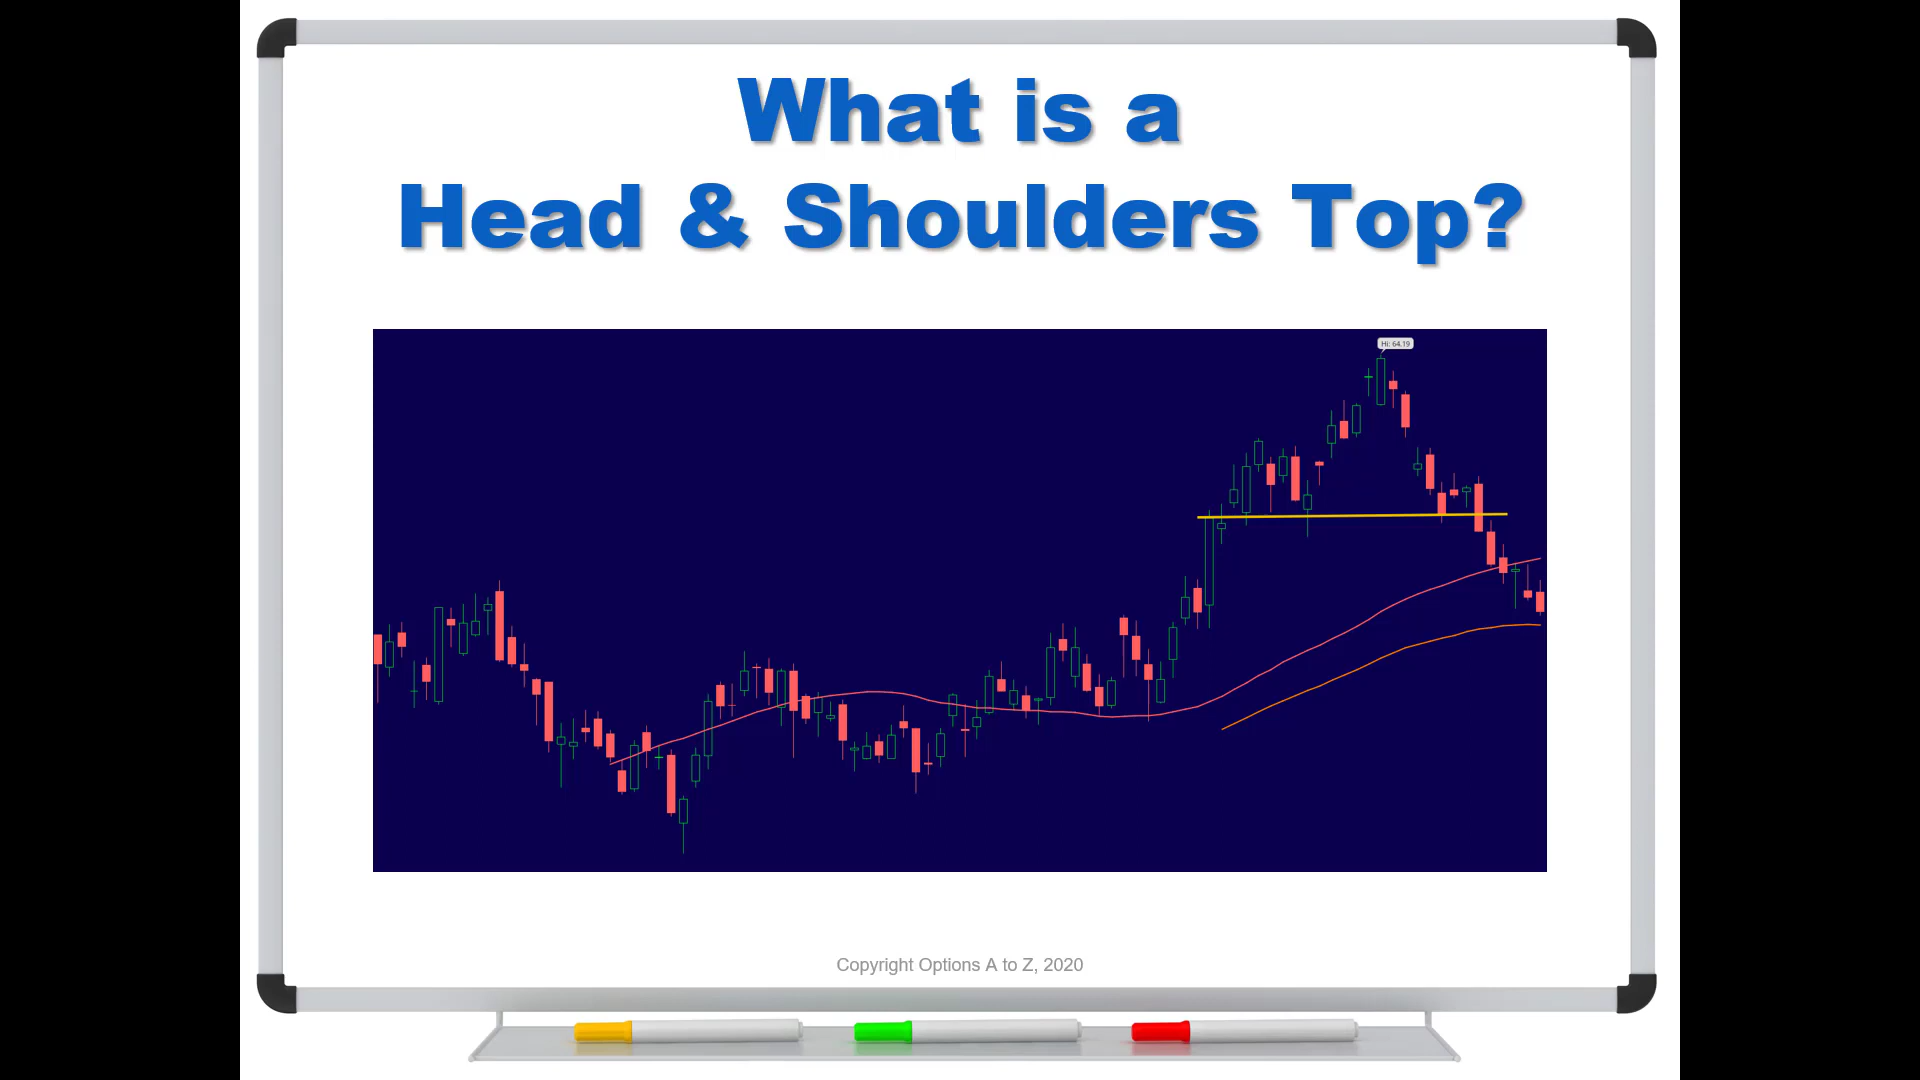 What is a
Head & Shoulders Top?
Hi: 64.19
Copyright Options A to Z, 2020